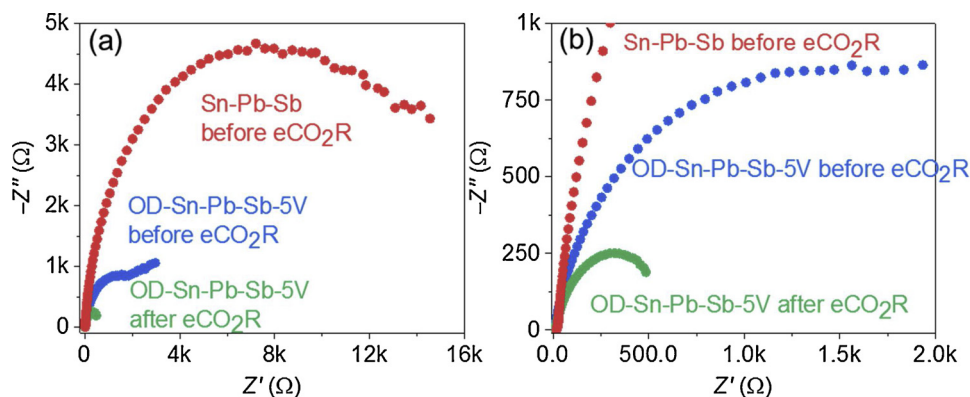 (a)
5k
4k
3k
2k
1k
0
–Z″ (Ω)
Sn-Pb-Sb
before eCO2R
OD-Sn-Pb-Sb-5V
before eCO2R
OD-Sn-Pb-Sb-5V
after eCO2R
0 4k 8k 12k 16k
Z′ (Ω)
(b)
1k
750
500
250
0
–Z″ (Ω)
Sn-Pb-Sb before eCO2R
OD-Sn-Pb-Sb-5V before eCO2R
OD-Sn-Pb-Sb-5V after eCO2R
0.0 500.0 1.0k 1.5k 2.0k
Z′ (Ω)